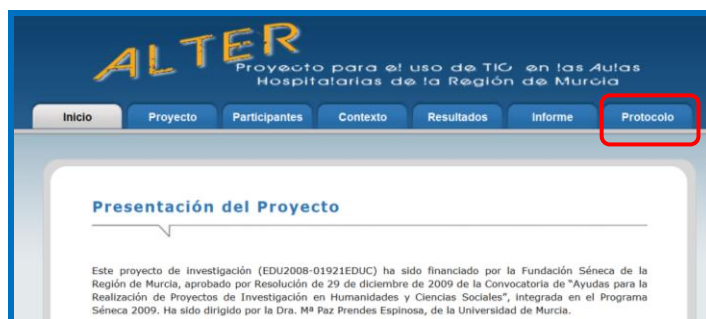 ALTER
Proyecto para el uso de TIC en las Aulas
Hospitalarias de la Región de Murcia
Inicio Proyecto Participantes Contexto Resultados Informe Protocolo
Presentación del Proyecto
Este proyecto de investigación (EDU2008-01921EDUC) ha sido financiado por la Fundación Séneca de la
Región de Murcia, aprobado por Resolución de 29 de diciembre de 2009 de la Convocatoria de "Ayudas para la
Realización de Proyectos de Investigación en Humanidades y Ciencias Sociales", integrada en el Programa
Séneca 2009. Ha sido dirigido por la Dra. Mª Paz Prendes Espinosa, de la Universidad de Murcia.